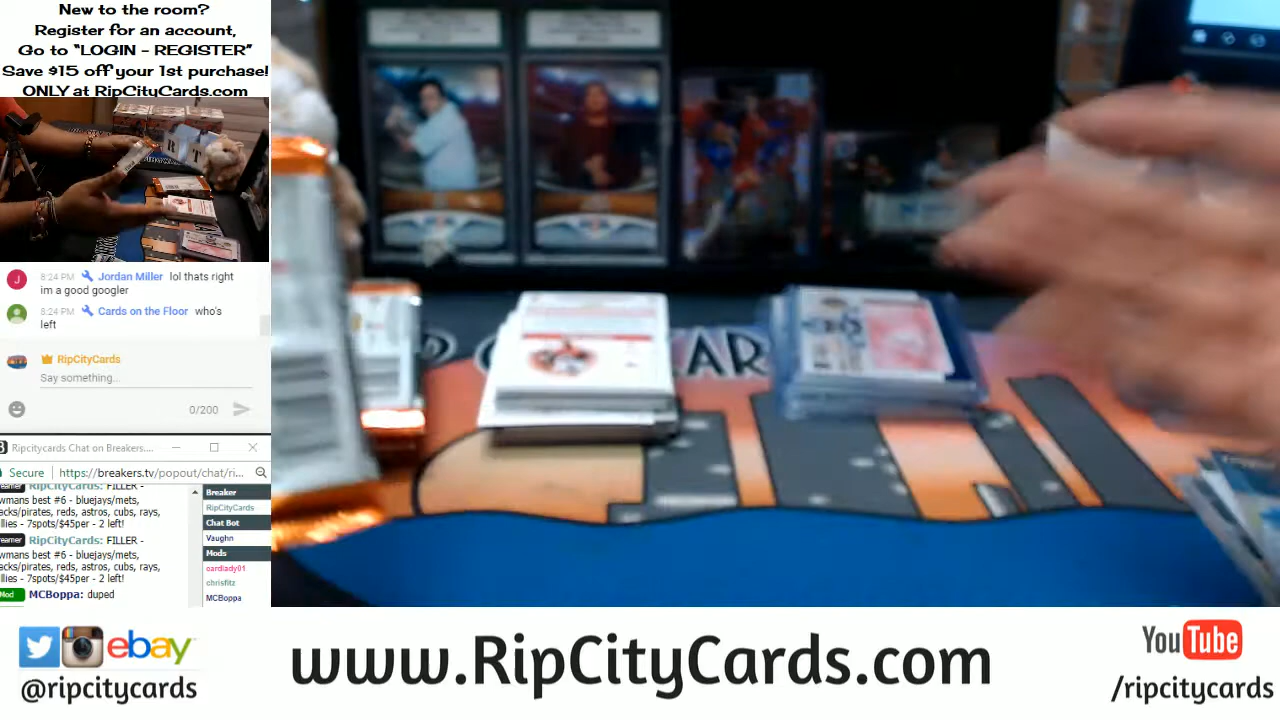 New to the room?
Register for an account,
Go to “LOGIN - REGISTER”
Save $15 off your 1st purchase!
ONLY at RipCityCards.com
8:24 PM Jordan Miller lol thats right
im a good googler
8:24 PM Cards on the Floor who's
left
RipCityCards
Say something...
0/200
Ripcitycards Chat on Breakers....
Secure https://breakers.tv/popout/chat/ri...
RipCityCards: FILLER -
wmans best #6 - bluejays/mets,
acks/pirates, reds, astros, cubs, rays,
illies - 7spots/$45per - 2 left!
eamer RipCityCards: FILLER -
wmans best #6 - bluejays/mets,
acks/pirates, reds, astros, cubs, rays,
illies - 7spots/$45per - 2 left!
Mod MCBoppa: duped
Breaker
RipCityCards
Chat Bot
Vaughn
Mods
cardlady01
chrisfitz
MCBoppa
CAR
ebay
@ripcitycards
www.RipCityCards.com
YouTube
/ripcitycards